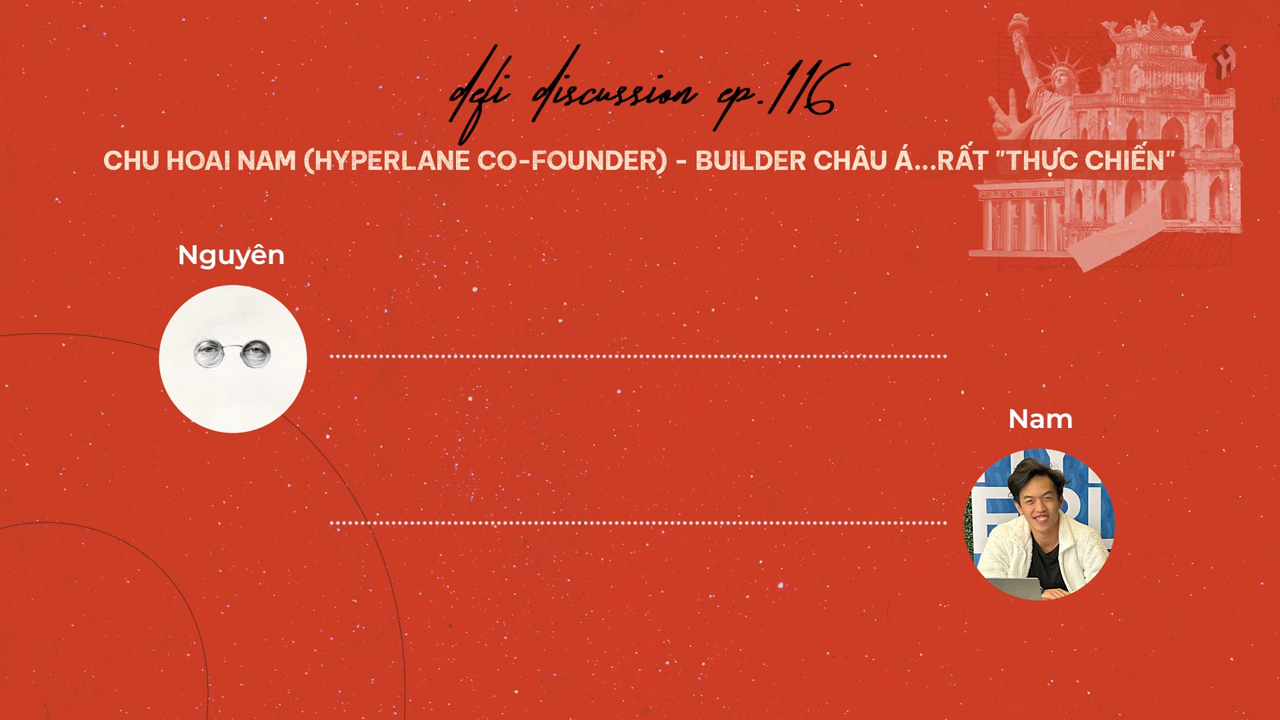 defi discussion ep.116
CHU HOAI NAM (HYPERLANE CO-FOUNDER) - BUILDER CHÂU Á...RẤT "THỰC CHIẾN"
Nguyên
Nam